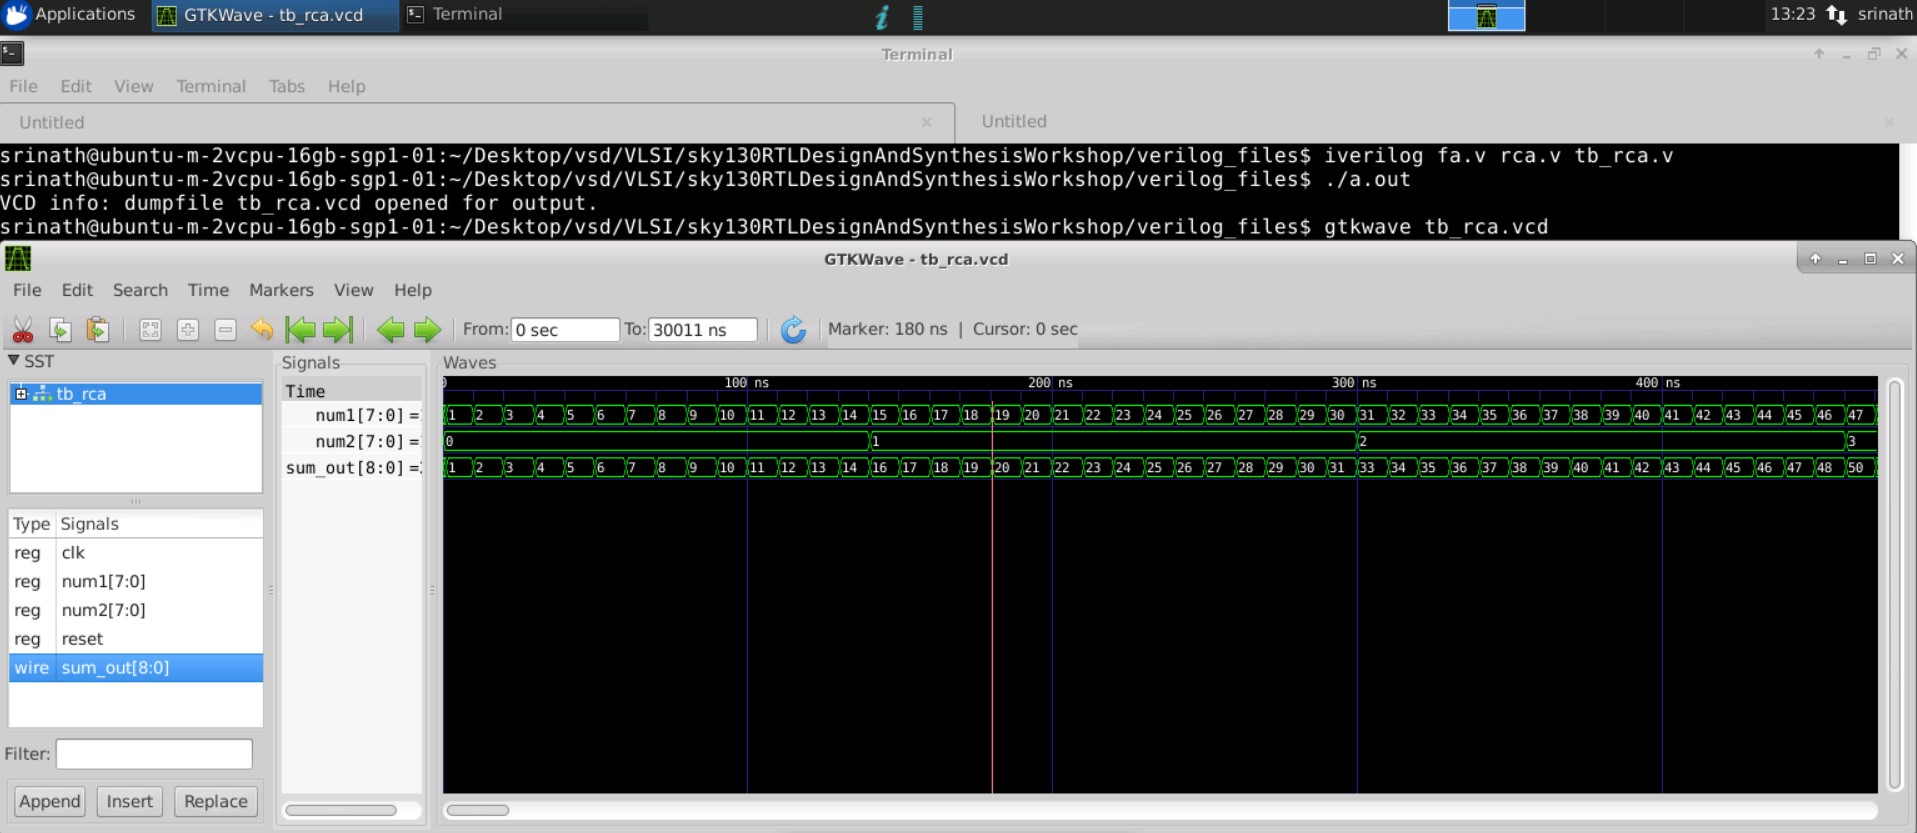 Applications GTKWave - tb_rca.vcd Terminal 13:23 srinath
Terminal
File Edit View Terminal Tabs Help
Untitled Untitled
srinath@ubuntu-m-2vcpu-16gb-sgp1-01:~/Desktop/vsd/VLSI/sky130RTLDesignAndSynthesisWorkshop/verilog_files$ iverilog fa.v rca.v tb_rca.v
srinath@ubuntu-m-2vcpu-16gb-sgp1-01:~/Desktop/vsd/VLSI/sky130RTLDesignAndSynthesisWorkshop/verilog_files$ ./a.out
VCD info: dumpfile tb_rca.vcd opened for output.
srinath@ubuntu-m-2vcpu-16gb-sgp1-01:~/Desktop/vsd/VLSI/sky130RTLDesignAndSynthesisWorkshop/verilog_files$ gtkwave tb_rca.vcd
GTKWave - tb_rca.vcd
File Edit Search Time Markers View Help
From: 0 sec To: 30011 ns Marker: 180 ns | Cursor: 0 sec
SST
tb_rca
Type Signals
reg clk
reg num1[7:0]
reg num2[7:0]
reg reset
wire sum_out[8:0]
Filter:
Append Insert Replace
Signals
Time
num1[7:0] =
num2[7:0] =
sum_out[8:0] =
Waves
0 100 ns 200 ns 300 ns 400 ns
1 2 3 4 5 6 7 8 9 10 11 12 13 14 15 16 17 18 19 20 21 22 23 24 25 26 27 28 29 30 31 32 33 34 35 36 37 38 39 40 41 42 43 44 45 46 47
0 1 2 3
1 2 3 4 5 6 7 8 9 10 11 12 13 14 16 17 18 19 20 21 22 23 24 25 26 27 28 29 30 31 33 34 35 36 37 38 39 40 41 42 43 44 45 46 47 48 50